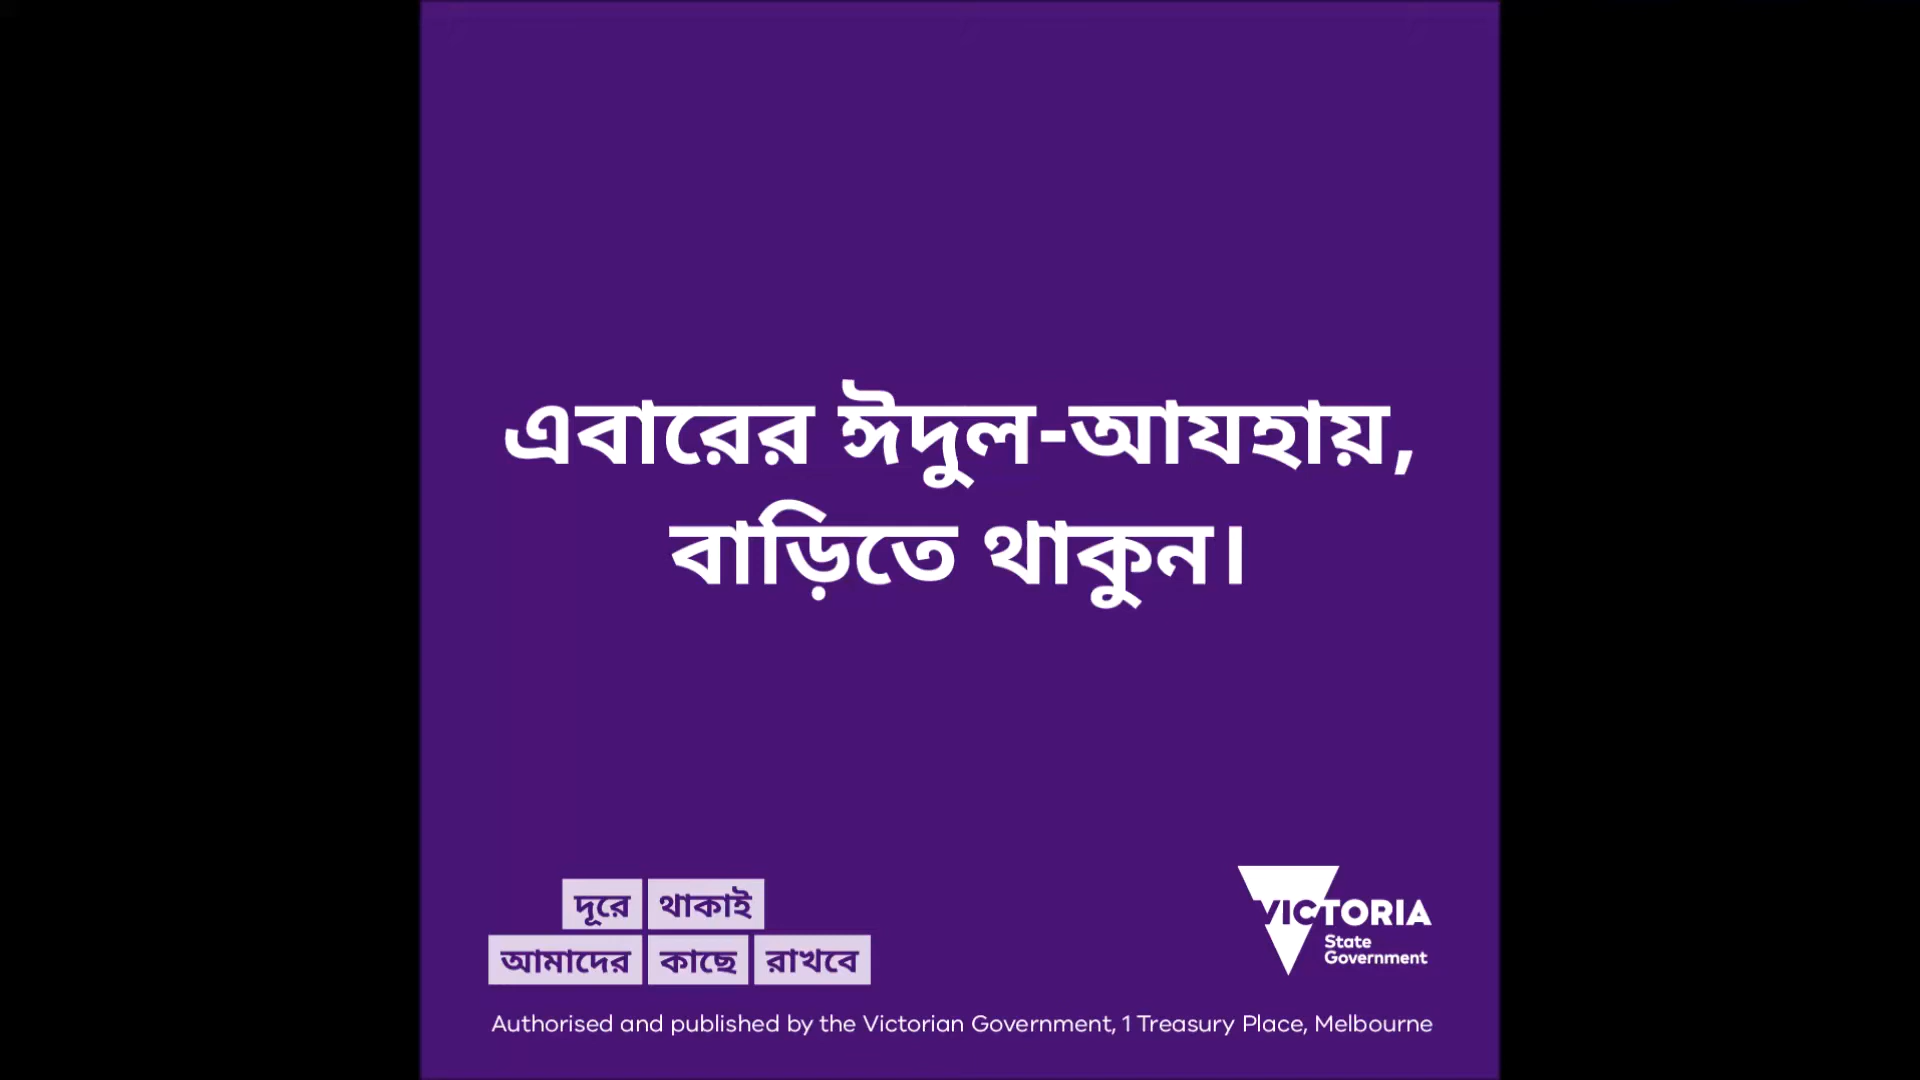 এবারের ঈদুল-আযহায়,
বাড়িতে থাকুন।
দূরে থাকাই
আমাদের কাছে রাখবে
VICTORIA
State
Government
Authorised and published by the Victorian Government, 1 Treasury Place, Melbourne